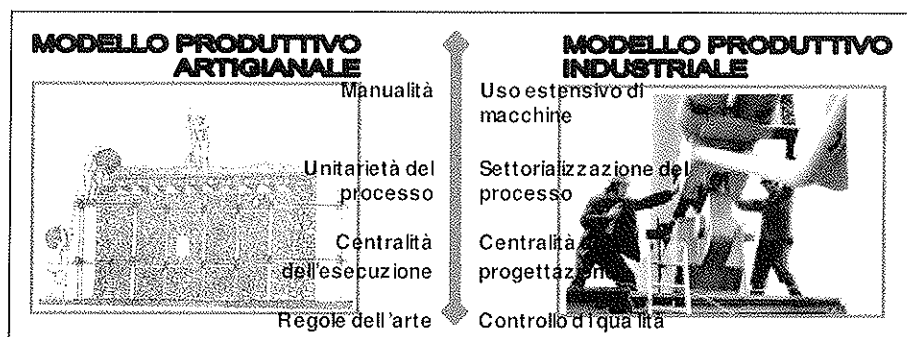 MODELLO PRODUTTIVO
ARTIGIANALE
Manualità
Unitarietà del
processo
Centralità
dell'esecuzione
Regole dell'arte
MODELLO PRODUTTIVO
INDUSTRIALE
Uso estensivo di
macchine
Settorializzazione del
processo
Centralità
progettazione
Controllo di qualità